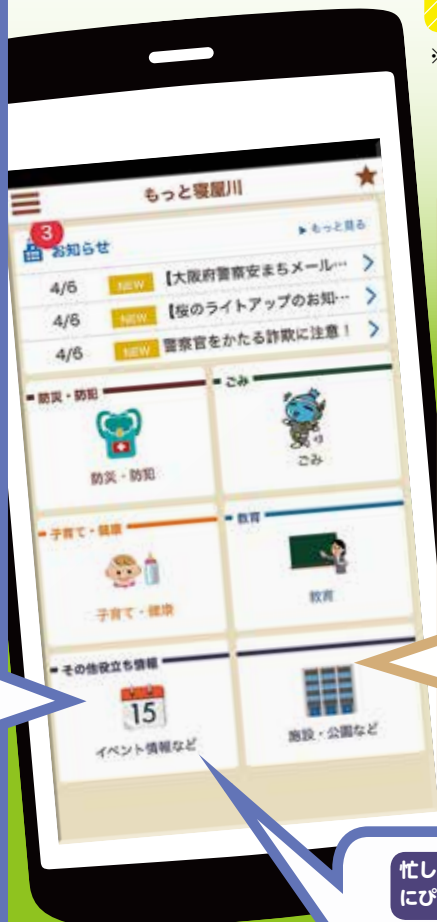 ※
もっと寝屋川
3
お知らせ
▶もっと見る
4/6 NEW 【大阪府警察安まちメール…
4/6 NEW 【桜のライトアップのお知…
4/6 NEW 警察官をかたる詐欺に注意！
防災・防犯
ごみ
防災・防犯
ごみ
子育て・健康
教育
子育て・健康
教育
その他役立ち情報
15
イベント情報など
施設・公園など
忙し
にぴ